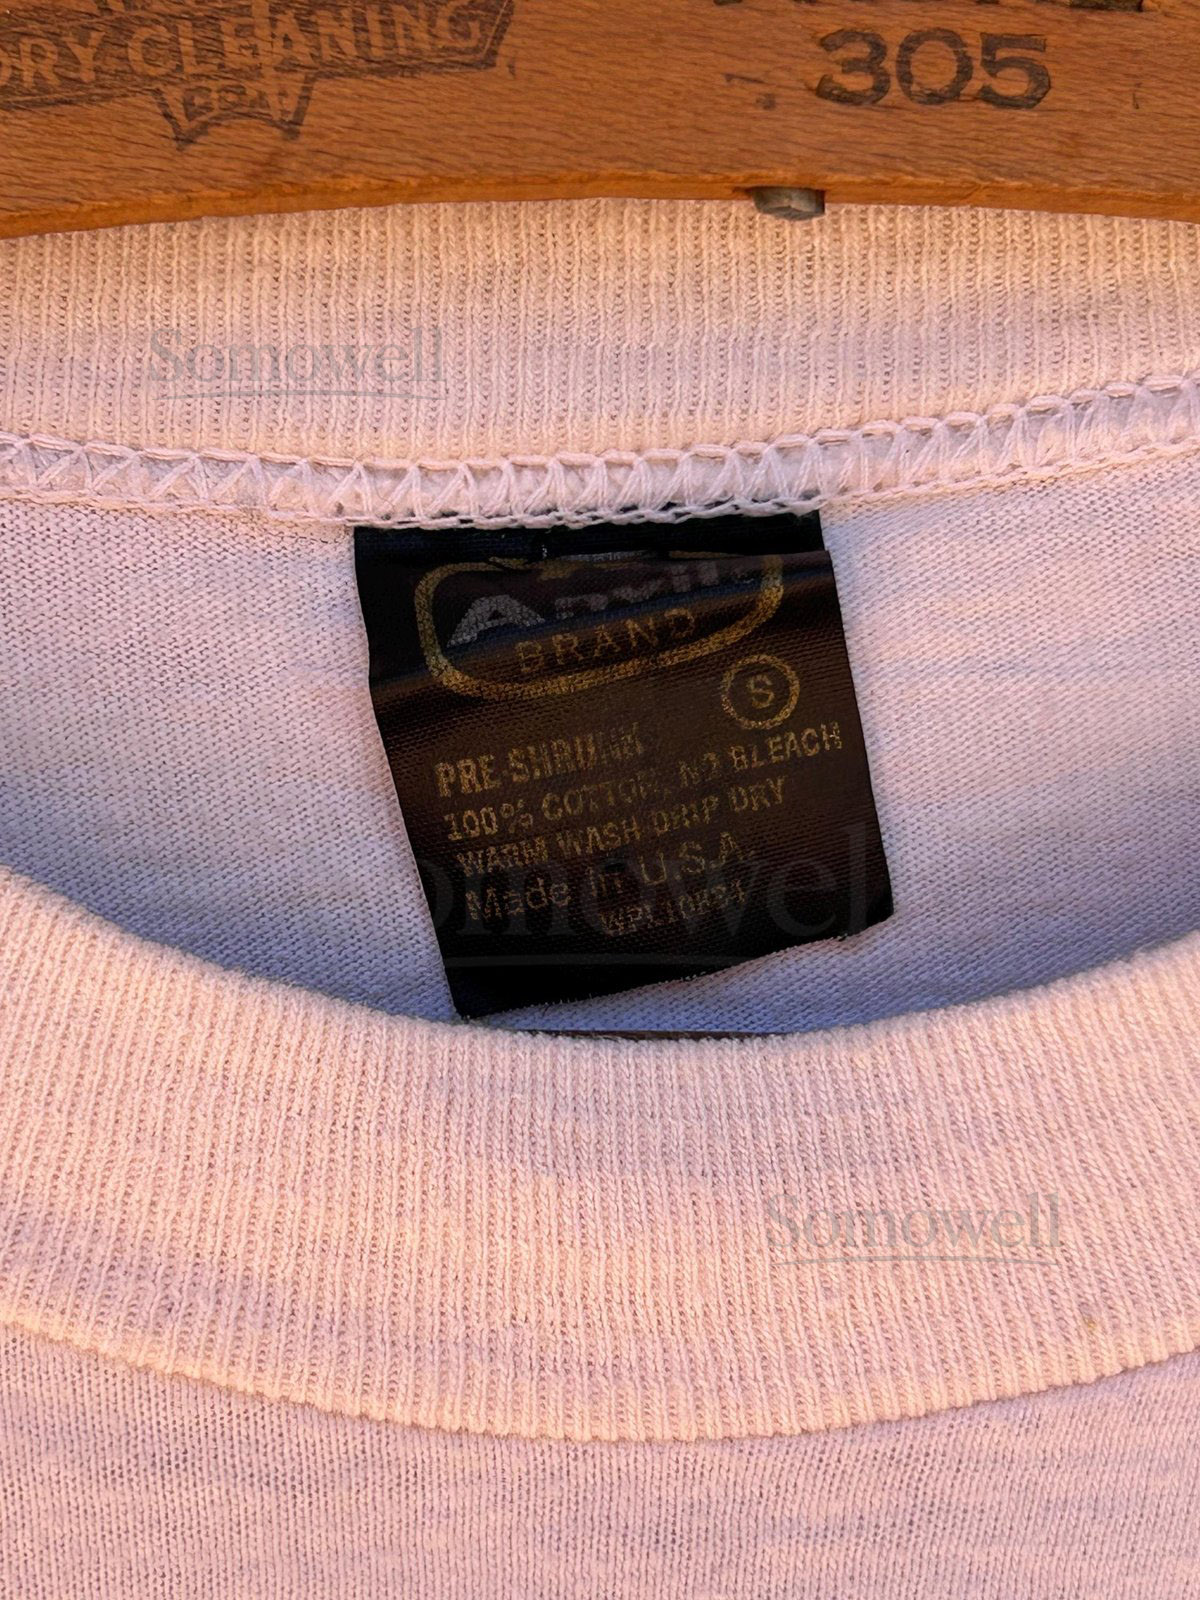 DRY CLEANING
305
Somowell
BRAND
S
PRE-SHRUNK
100% COTTON, NO BLEACH
WARM WASH DRIP DRY
Made in U.S.A.
Somowell
Somowell